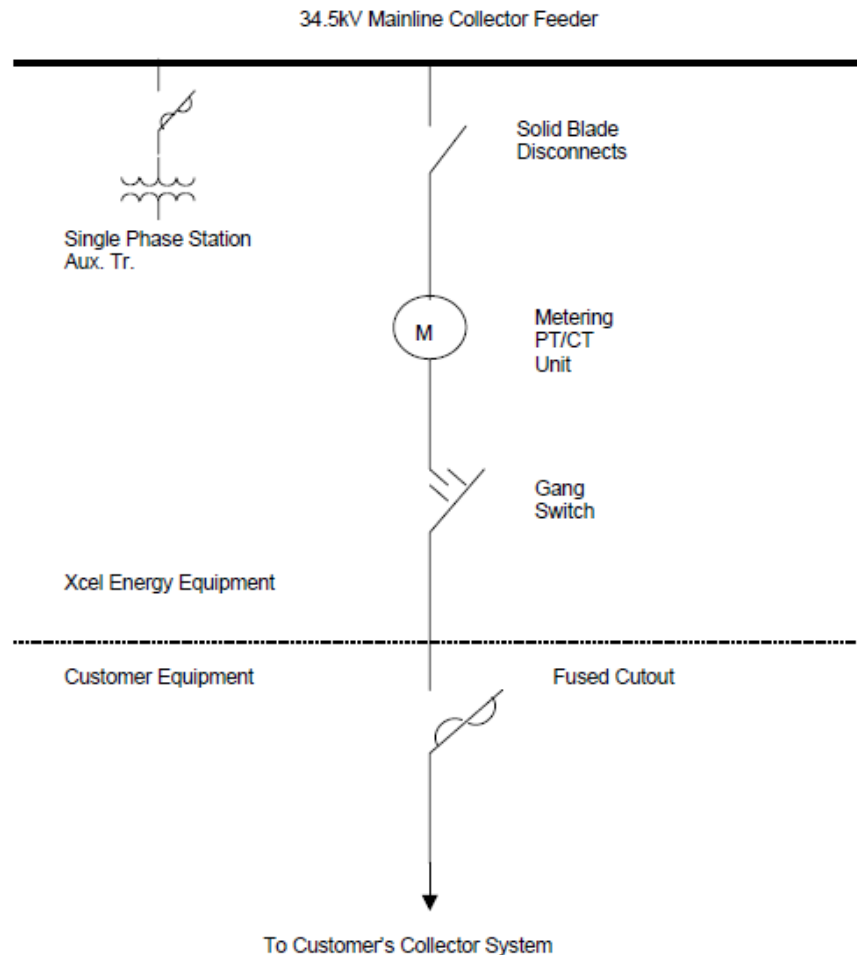 34.5kV Mainline Collector Feeder
Solid Blade
Disconnects
Single Phase Station
Aux. Tr.
M
Metering
PT/CT
Unit
Gang
Switch
Xcel Energy Equipment
Customer Equipment
Fused Cutout
To Customer's Collector System